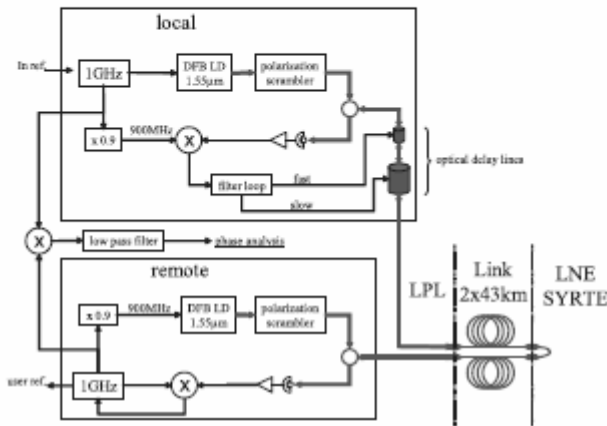 local
In ref.
1GHz
DFB LD
1.55μm
polarization
scrambler
x 0.9
900MHz
X
filter loop
fast
slow
optical delay lines
X
low pass filter
phase analysis
remote
x 0.9
900MHz
DFB LD
1.55μm
polarization
scrambler
user ref.
1GHz
X
LPL
Link
2x43km
LNE
SYRTE